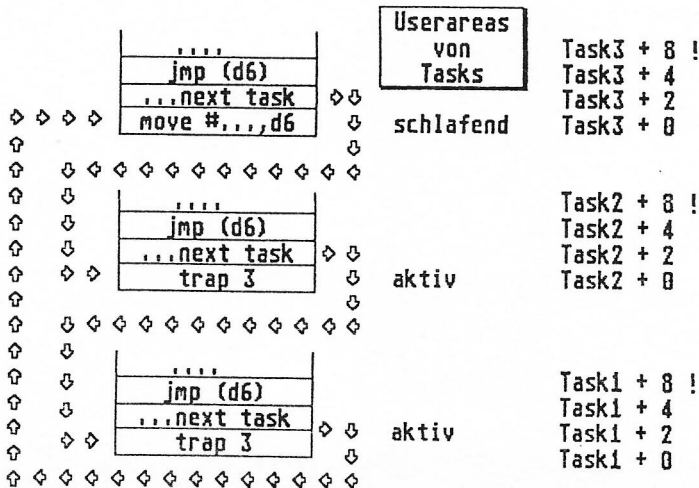 Userareas
von
Tasks
....
jmp (d6)
...next task
move #...,d6
schlafend
Task3 + 8 !
Task3 + 4
Task3 + 2
Task3 + 0
....
jmp (d6)
...next task
trap 3
aktiv
Task2 + 8 !
Task2 + 4
Task2 + 2
Task2 + 0
....
jmp (d6)
...next task
trap 3
aktiv
Task1 + 8 !
Task1 + 4
Task1 + 2
Task1 + 0